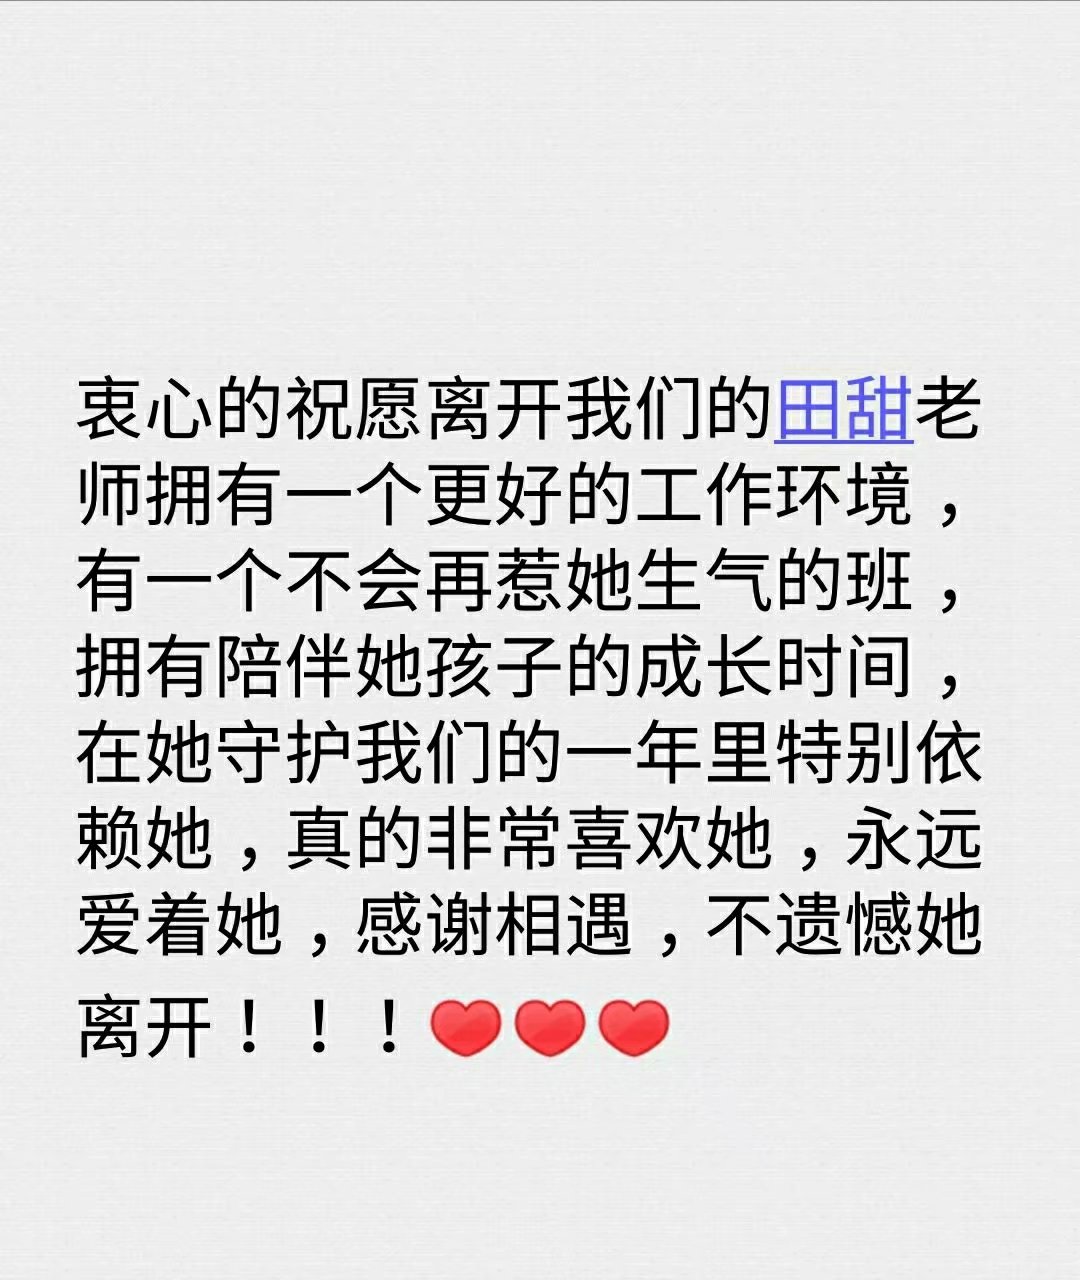 衷心的祝愿离开我们的田甜老
师拥有一个更好的工作环境，
有一个不会再惹她生气的班，
拥有陪伴她孩子的成长时间，
在她守护我们的一年里特别依
赖她，真的非常喜欢她，永远
爱着她，感谢相遇，不遗憾她
离开！！！❤❤❤